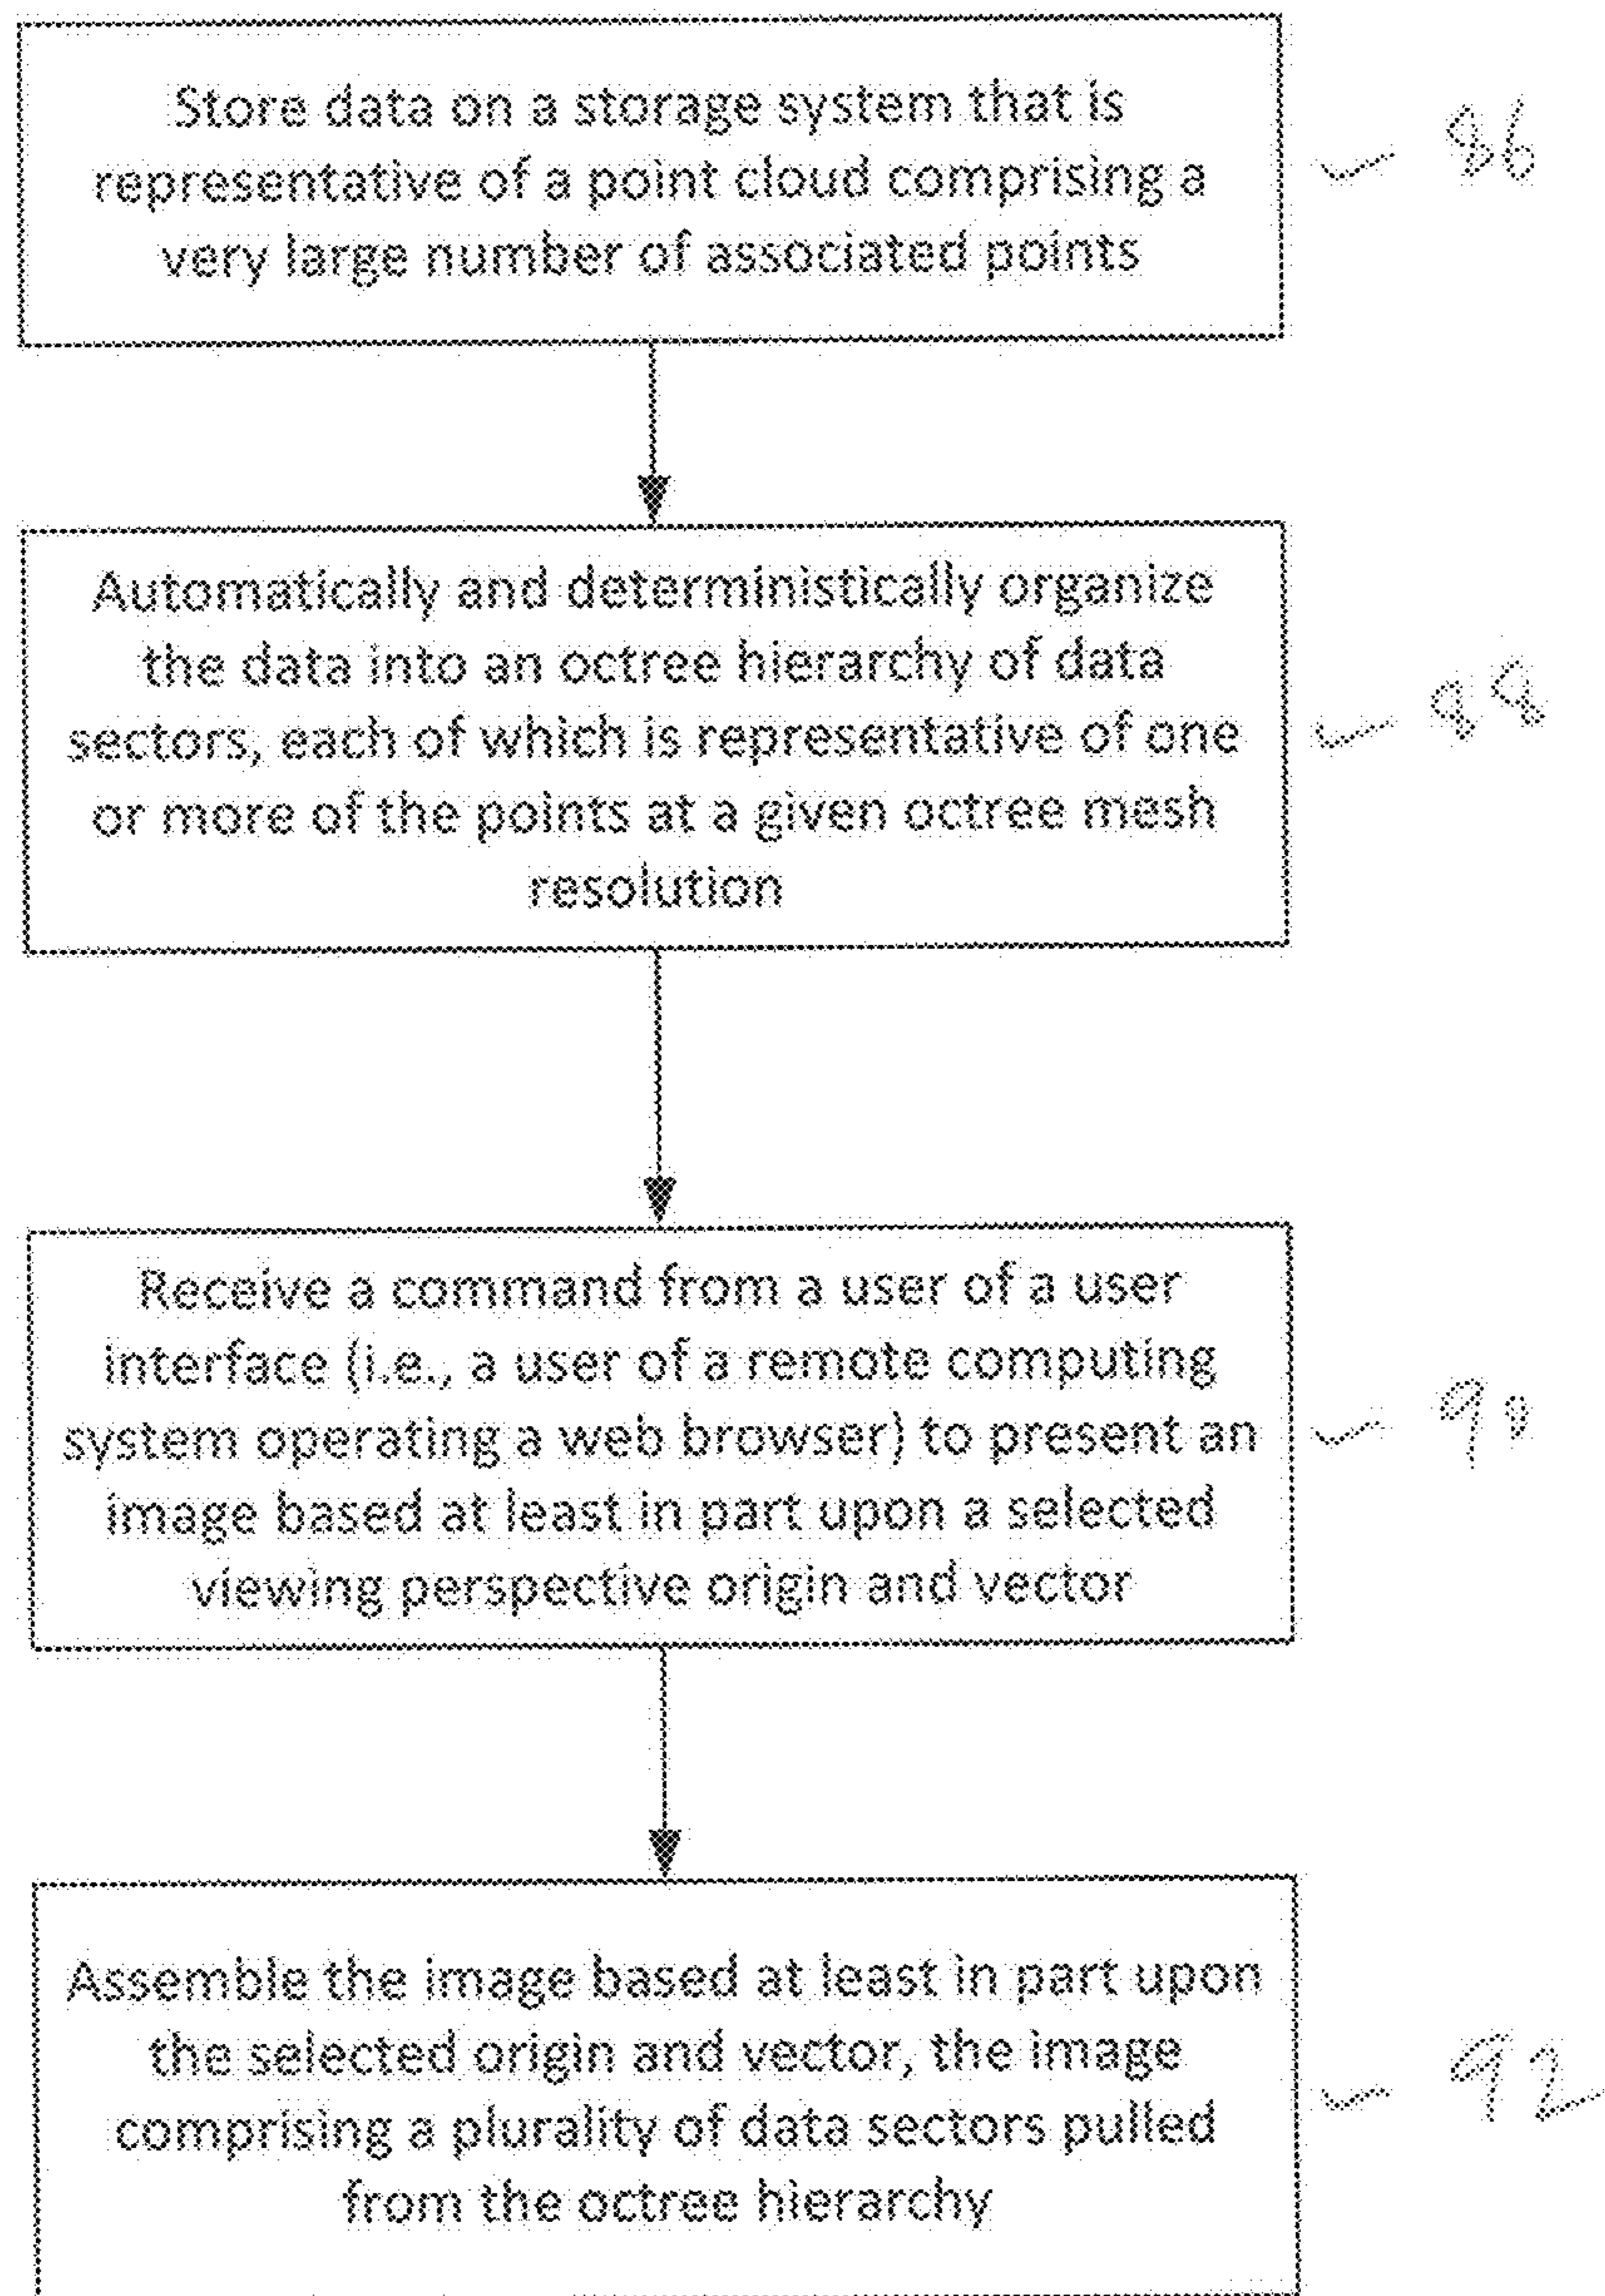 Store data on a storage system that is
representative of a point cloud comprising a
very large number of associated points
86
Automatically and deterministically organize
the data into an octree hierarchy of data
sectors, each of which is representative of one
or more of the points at a given octree mesh
resolution
88
Receive a command from a user of a user
interface (i.e., a user of a remote computing
system operating a web browser) to present an
image based at least in part upon a selected
viewing perspective origin and vector
90
Assemble the image based at least in part upon
the selected origin and vector, the image
comprising a plurality of data sectors pulled
from the octree hierarchy
92